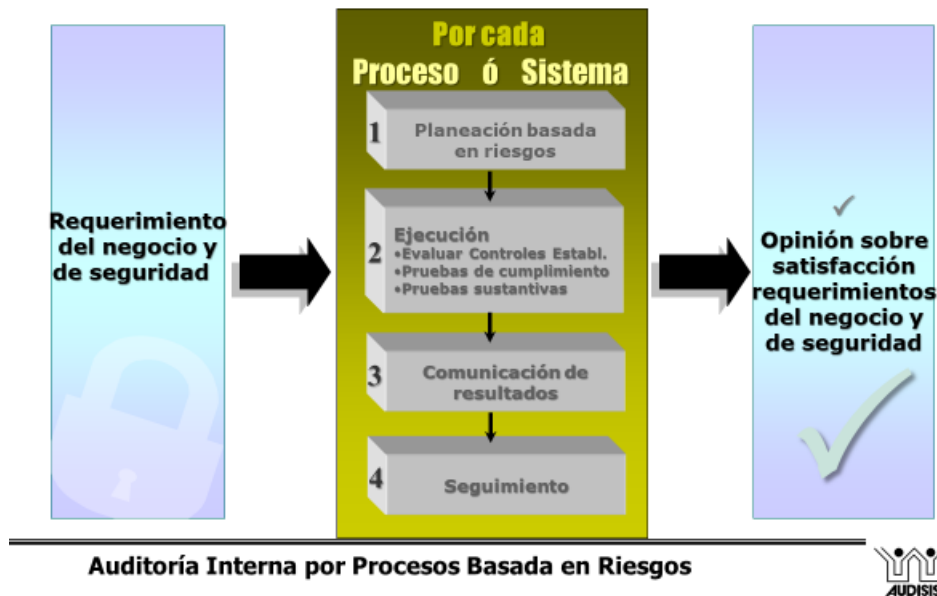 Por cada
Proceso ó Sistema
Requerimiento
del negocio y
de seguridad
1
Planeación basada
en riesgos
2
Ejecución
•Evaluar Controles Establ.
•Pruebas de cumplimiento
•Pruebas sustantivas
3
Comunicación de
resultados
4
Seguimiento
✓
Opinión sobre
satisfacción
requerimientos
del negocio y
de seguridad
Auditoría Interna por Procesos Basada en Riesgos
AUDISIS